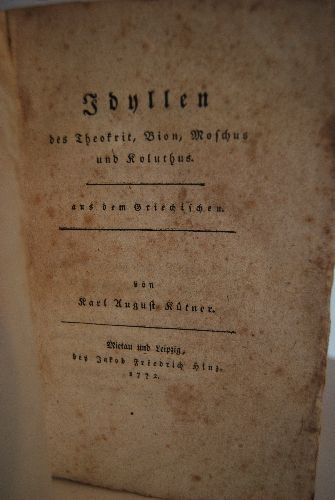 Idyllen
des Theokrit, Bion, Moschus
und Koluthus.
aus dem Griechischen.
von
Karl August Kütner.
Mietau und Leipzig,
bey Jakob Friedrich Hinz.
1772.